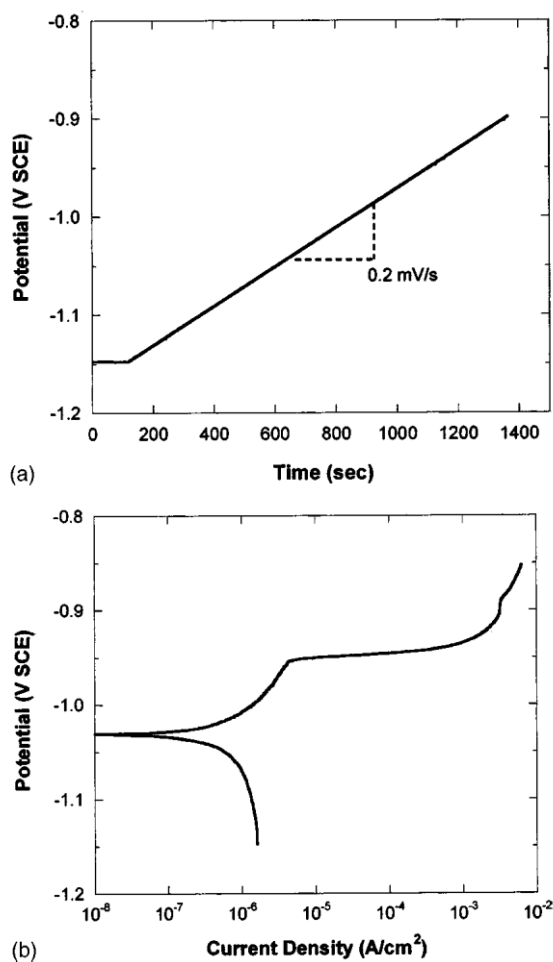 -0.8
-0.9
-1.0
-1.1
-1.2
Potential (V SCE)
0.2 mV/s
0 200 400 600 800 1000 1200 1400
Time (sec)
(a)
-0.8
-0.9
-1.0
-1.1
-1.2
Potential (V SCE)
10⁻⁸ 10⁻⁷ 10⁻⁶ 10⁻⁵ 10⁻⁴ 10⁻³ 10⁻²
Current Density (A/cm²)
(b)